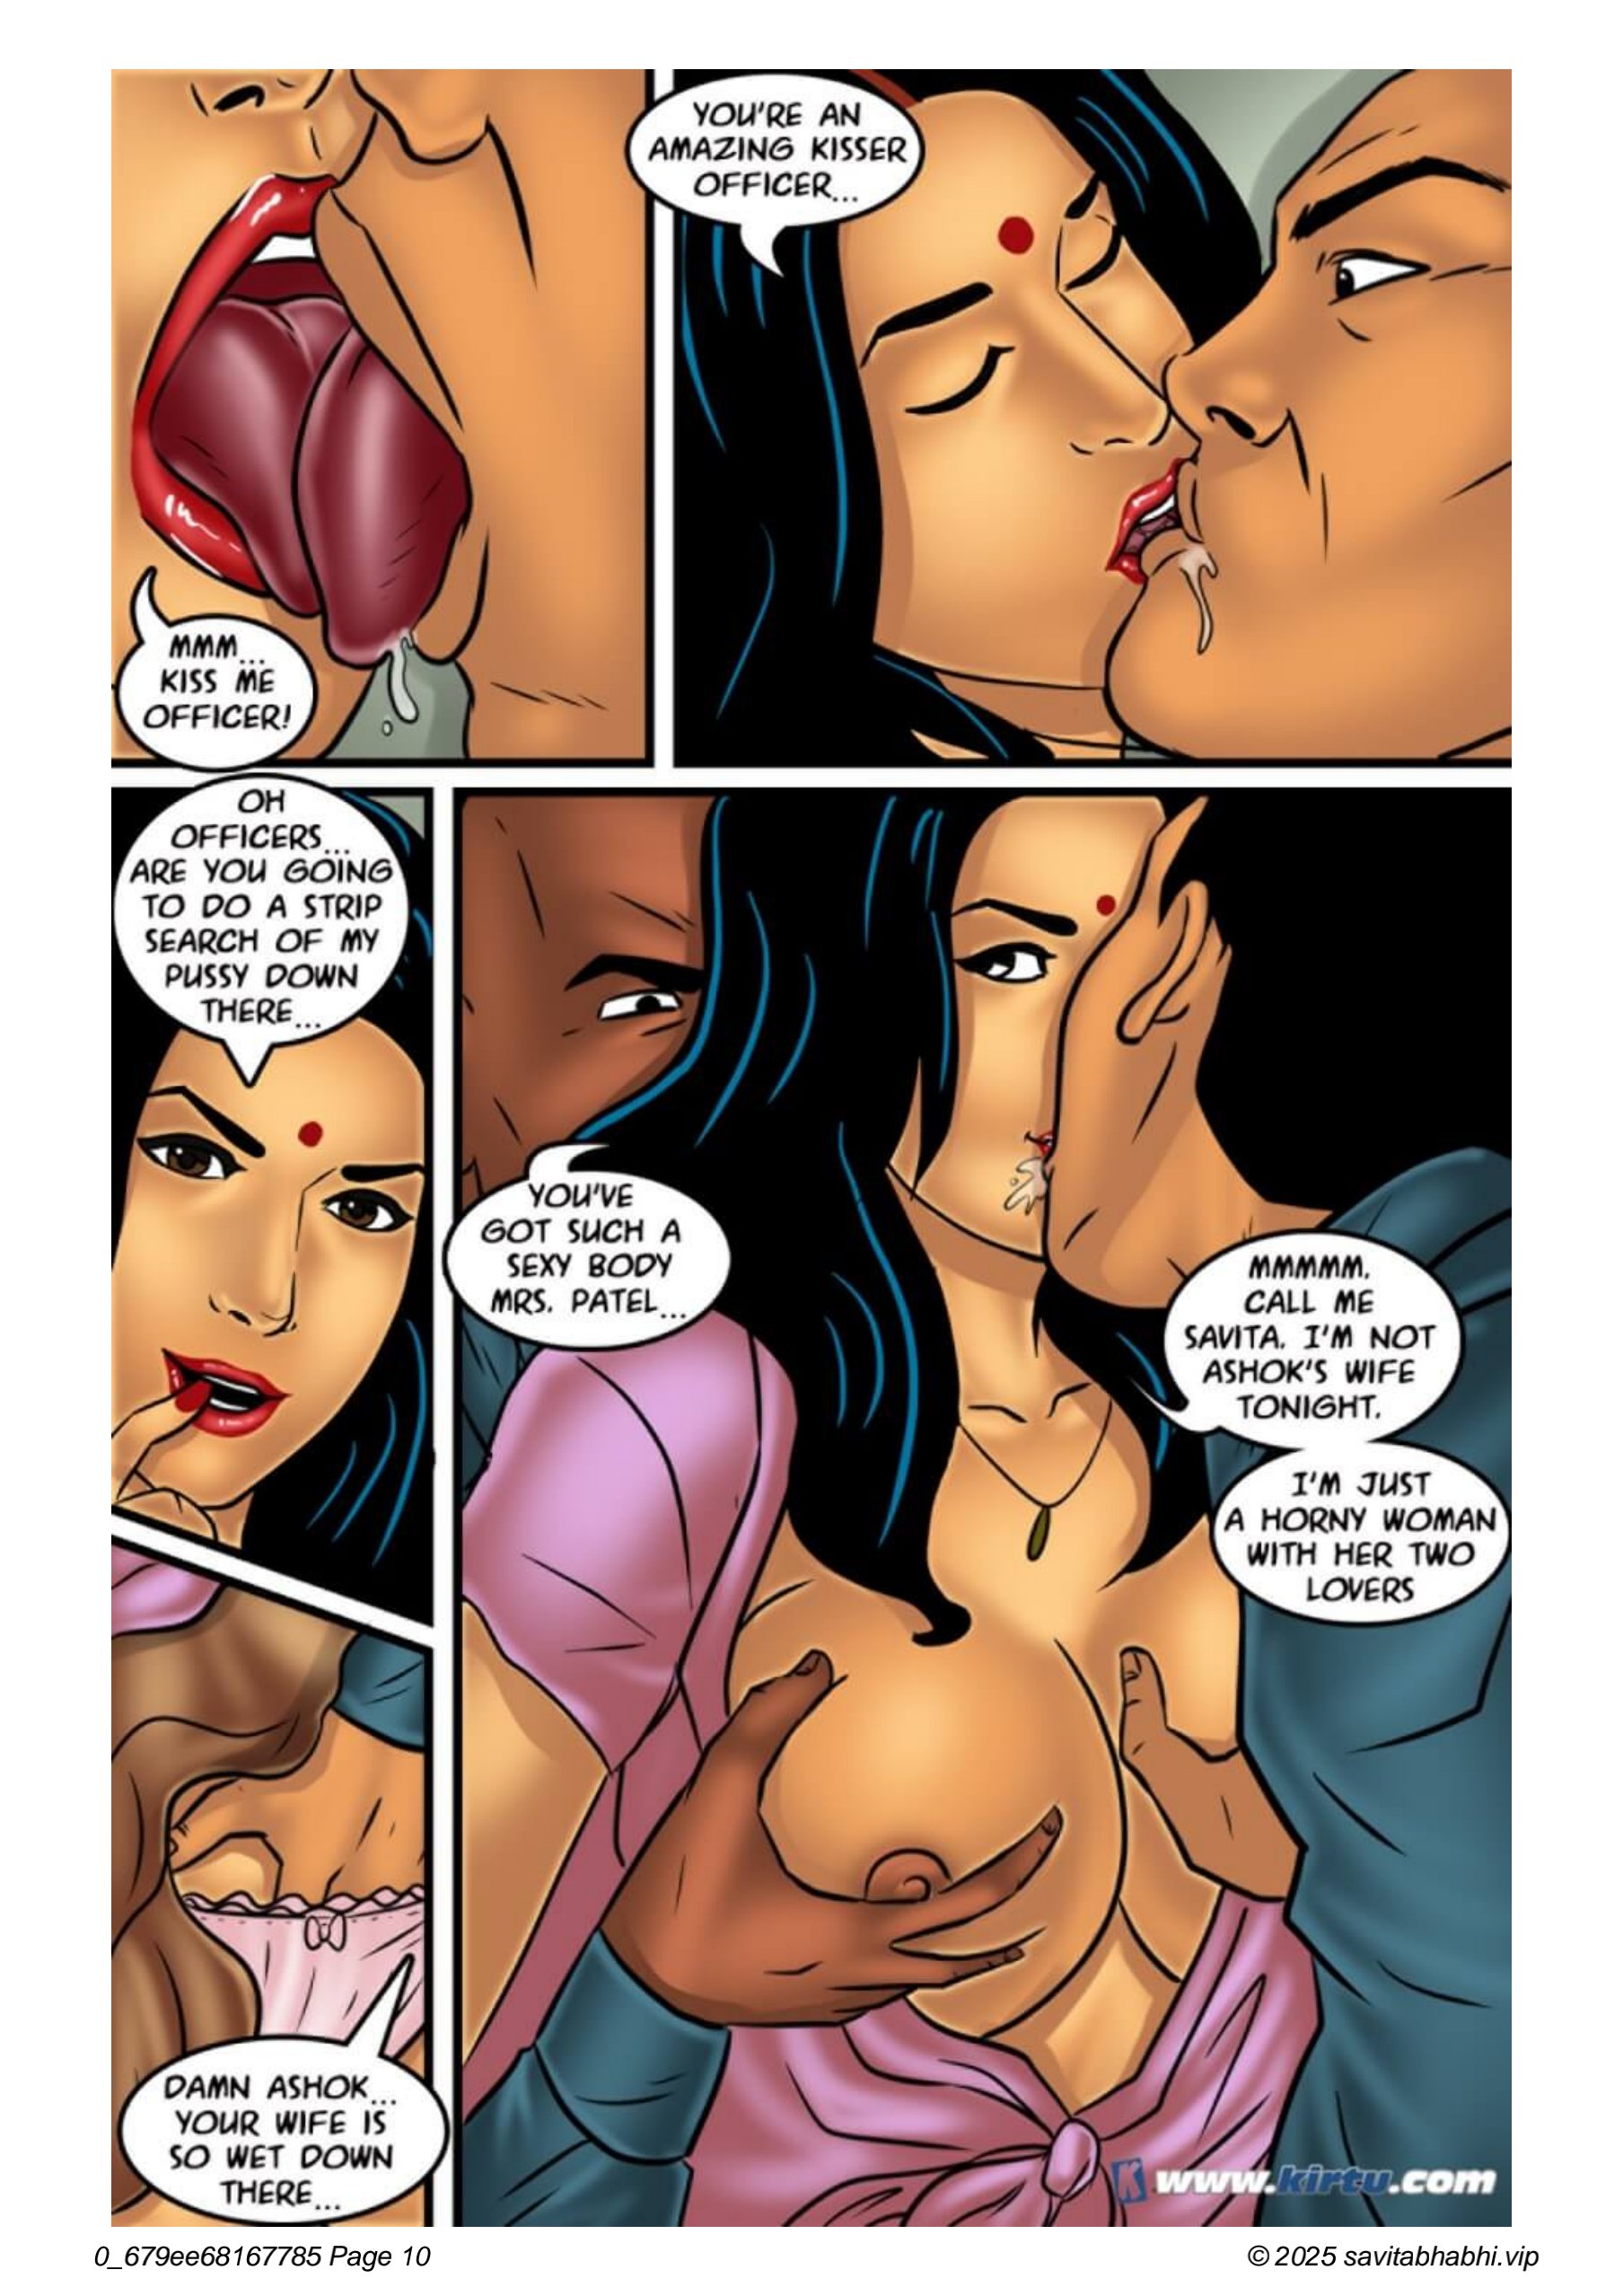 MMM...
KISS ME
OFFICER!
YOU'RE AN
AMAZING KISSER
OFFICER...
OH
OFFICERS...
ARE YOU GOING
TO DO A STRIP
SEARCH OF MY
PUSSY DOWN
THERE...
DAMN ASHOK...
YOUR WIFE IS
SO WET DOWN
THERE...
YOU'VE
GOT SUCH A
SEXY BODY
MRS. PATEL...
MMMMM.
CALL ME
SAVITA. I'M NOT
ASHOK'S WIFE
TONIGHT.
I'M JUST
A HORNY WOMAN
WITH HER TWO
LOVERS
K www.kirtu.com
0_679ee68167785 Page 10
© 2025 savitabhabhi.vip